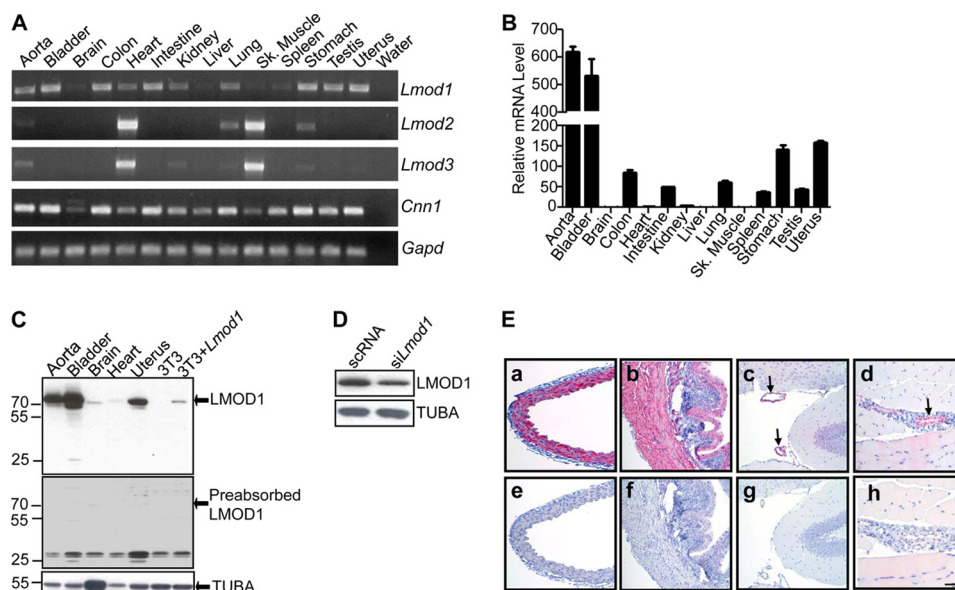 A
Aorta
Bladder
Brain
Colon
Heart
Intestine
Kidney
Liver
Lung
Sk. Muscle
Spleen
Stomach
Testis
Uterus
Water
Lmod1
Lmod2
Lmod3
Cnn1
Gapd
B
Relative mRNA Level
700
600
500
400
200
150
100
50
0
Aorta
Bladder
Brain
Colon
Heart
Intestine
Kidney
Liver
Lung
Sk. Muscle
Spleen
Stomach
Testis
Uterus
C
Aorta
Bladder
Brain
Heart
Uterus
3T3
3T3+Lmod1
70
55
25
LMOD1
70
55
25
Preabsorbed
LMOD1
55
TUBA
D
scRNA
siLmod1
LMOD1
TUBA
E
a
b
c
d
e
f
g
h